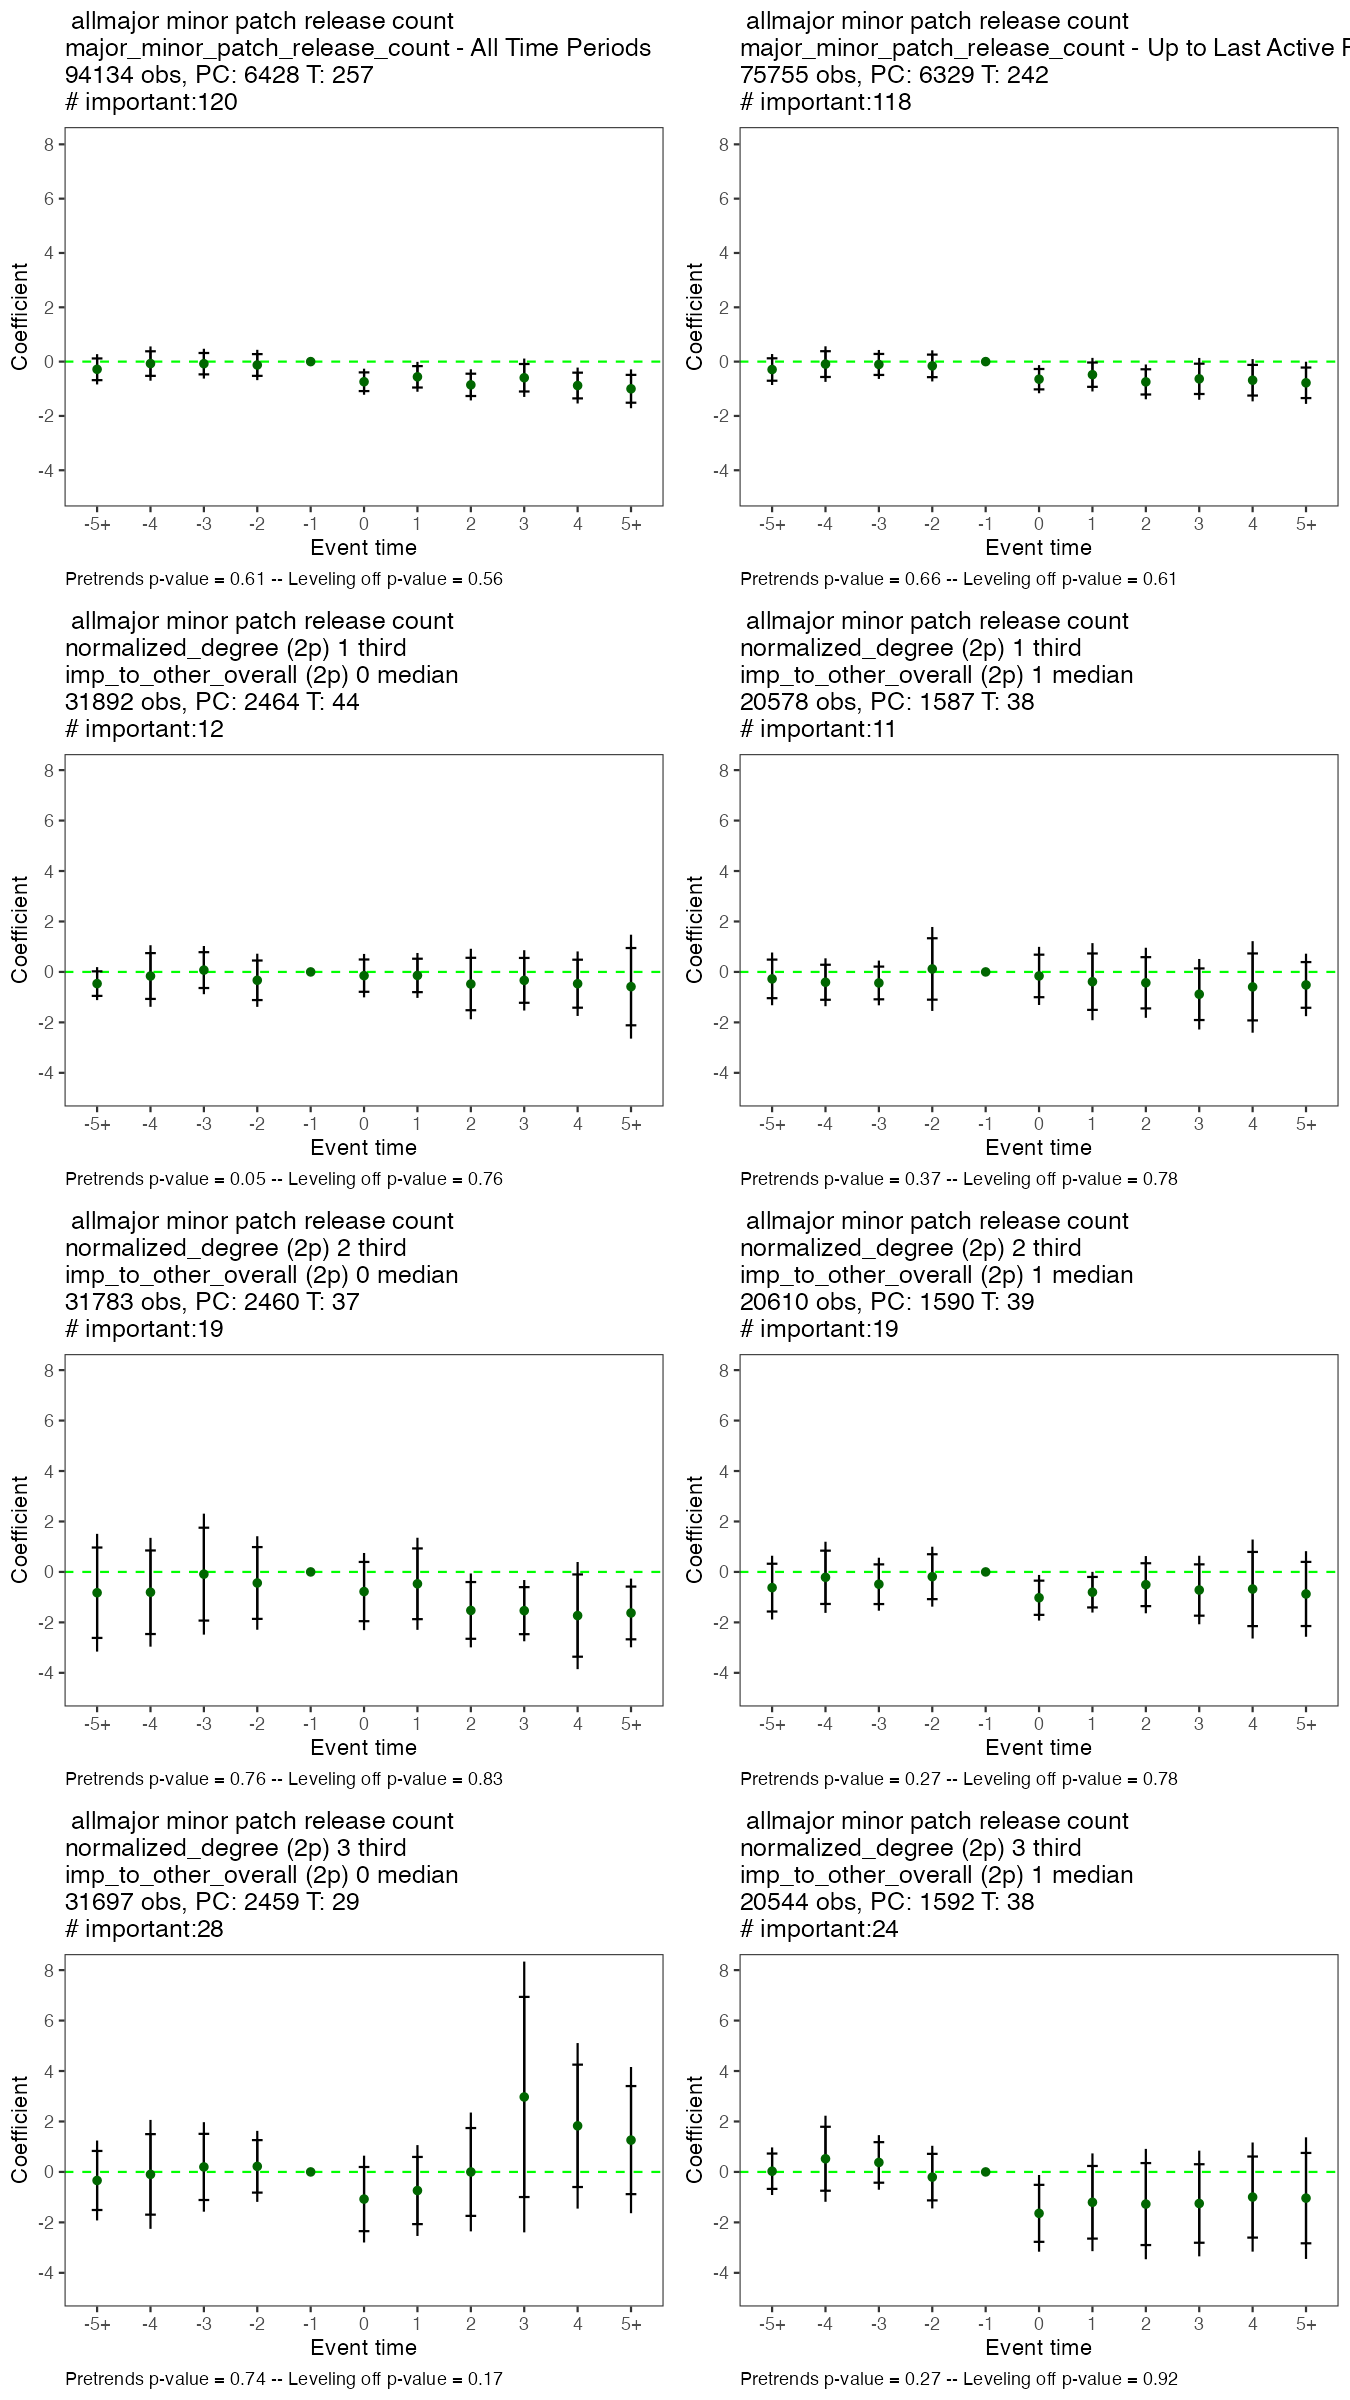 allmajor minor patch release count
major_minor_patch_release_count - All Time Periods
94134 obs, PC: 6428 T: 257
# important:120
8
6
4
2
0
-2
-4
Coefficient
-5+ -4 -3 -2 -1 0 1 2 3 4 5+
Event time
Pretrends p-value = 0.61 -- Leveling off p-value = 0.56
allmajor minor patch release count
major_minor_patch_release_count - Up to Last Active
75755 obs, PC: 6329 T: 242
# important:118
8
6
4
2
0
-2
-4
Coefficient
-5+ -4 -3 -2 -1 0 1 2 3 4 5+
Event time
Pretrends p-value = 0.66 -- Leveling off p-value = 0.61
allmajor minor patch release count
normalized_degree (2p) 1 third
imp_to_other_overall (2p) 0 median
31892 obs, PC: 2464 T: 44
# important:12
8
6
4
2
0
-2
-4
Coefficient
-5+ -4 -3 -2 -1 0 1 2 3 4 5+
Event time
Pretrends p-value = 0.05 -- Leveling off p-value = 0.76
allmajor minor patch release count
normalized_degree (2p) 1 third
imp_to_other_overall (2p) 1 median
20578 obs, PC: 1587 T: 38
# important:11
8
6
4
2
0
-2
-4
Coefficient
-5+ -4 -3 -2 -1 0 1 2 3 4 5+
Event time
Pretrends p-value = 0.37 -- Leveling off p-value = 0.78
allmajor minor patch release count
normalized_degree (2p) 2 third
imp_to_other_overall (2p) 0 median
31783 obs, PC: 2460 T: 37
# important:19
8
6
4
2
0
-2
-4
Coefficient
-5+ -4 -3 -2 -1 0 1 2 3 4 5+
Event time
Pretrends p-value = 0.76 -- Leveling off p-value = 0.83
allmajor minor patch release count
normalized_degree (2p) 2 third
imp_to_other_overall (2p) 1 median
20610 obs, PC: 1590 T: 39
# important:19
8
6
4
2
0
-2
-4
Coefficient
-5+ -4 -3 -2 -1 0 1 2 3 4 5+
Event time
Pretrends p-value = 0.27 -- Leveling off p-value = 0.78
allmajor minor patch release count
normalized_degree (2p) 3 third
imp_to_other_overall (2p) 0 median
31697 obs, PC: 2459 T: 29
# important:28
8
6
4
2
0
-2
-4
Coefficient
-5+ -4 -3 -2 -1 0 1 2 3 4 5+
Event time
Pretrends p-value = 0.74 -- Leveling off p-value = 0.17
allmajor minor patch release count
normalized_degree (2p) 3 third
imp_to_other_overall (2p) 1 median
20544 obs, PC: 1592 T: 38
# important:24
8
6
4
2
0
-2
-4
Coefficient
-5+ -4 -3 -2 -1 0 1 2 3 4 5+
Event time
Pretrends p-value = 0.27 -- Leveling off p-value = 0.92